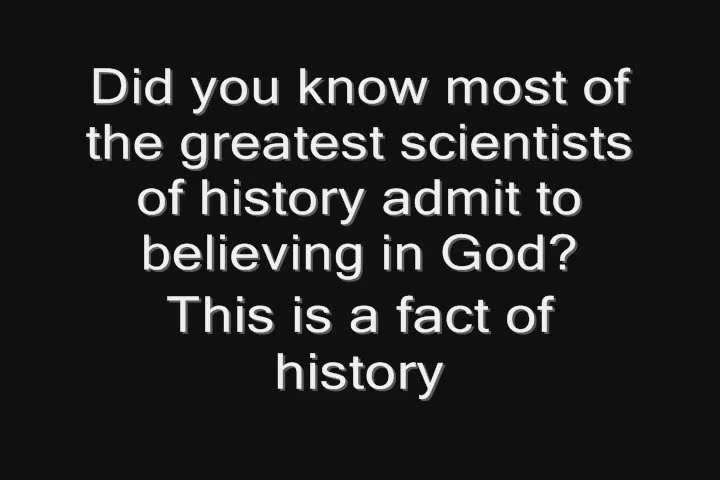 Did you know most of
the greatest scientists
of history admit to
believing in God?
This is a fact of
history